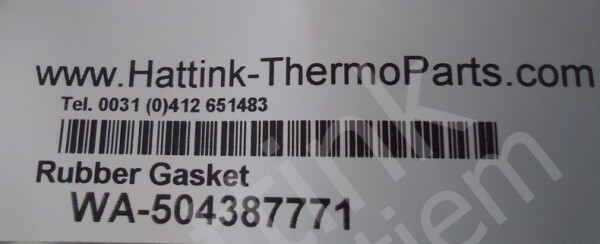 www.Hattink-ThermoParts.com
Tel. 0031 (0)412 651483
Rubber Gasket
WA-504387771